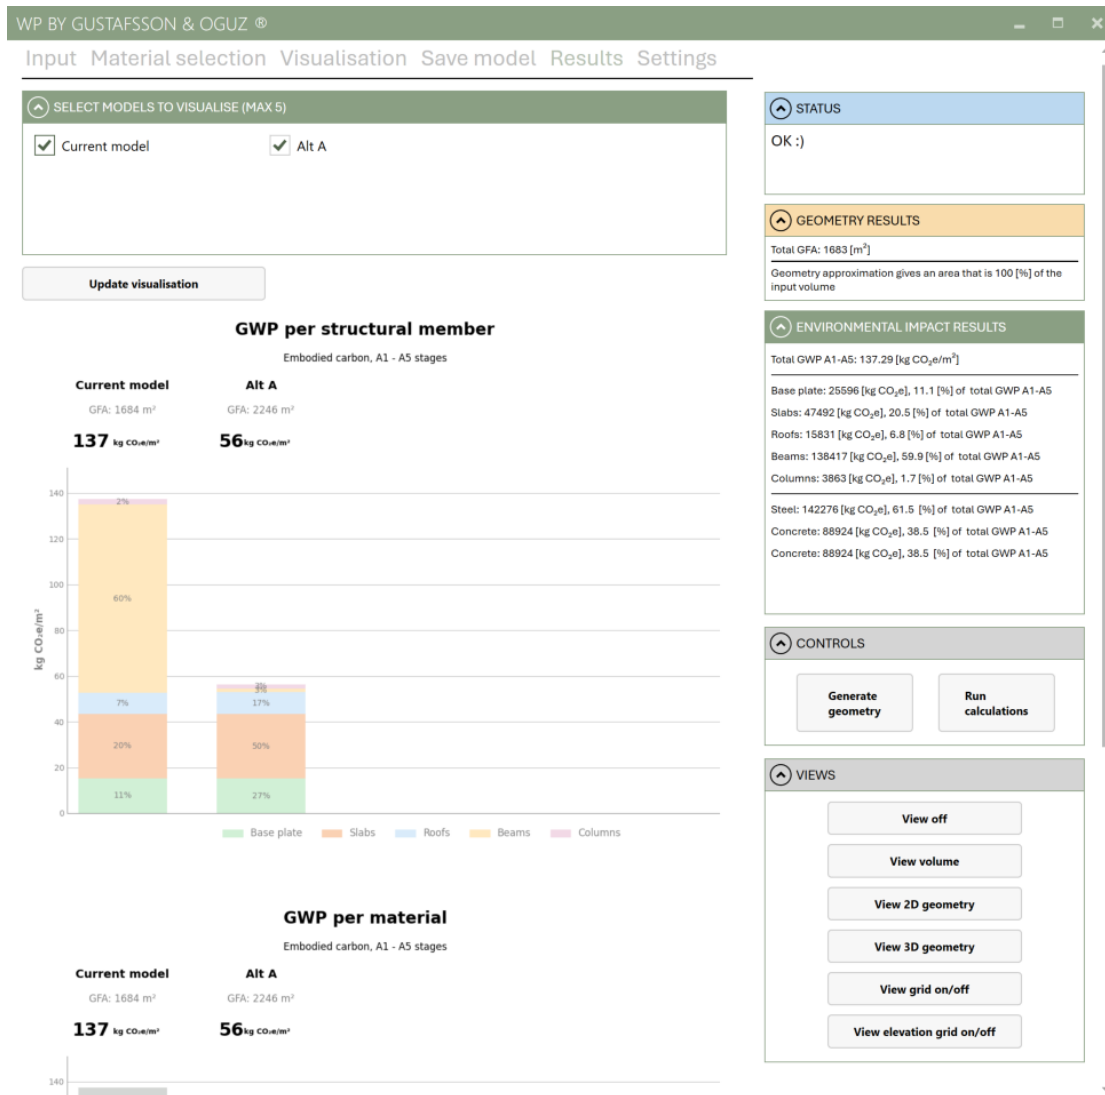 WP BY GUSTAFSSON & OGUZ ®
Input Material selection Visualisation Save model Results Settings
SELECT MODELS TO VISUALISE (MAX 5)
Current model
Alt A
Update visualisation
GWP per structural member
Embodied carbon, A1 - A5 stages
Current model
Alt A
GFA: 1684 m²
GFA: 2246 m²
137 kg CO₂e/m²
56 kg CO₂e/m²
kg CO₂e/m²
140
120
100
80
60
40
20
0
2%
60%
7%
20%
11%
3%
17%
50%
27%
Base plate
Slabs
Roofs
Beams
Columns
GWP per material
Embodied carbon, A1 - A5 stages
Current model
Alt A
GFA: 1684 m²
GFA: 2246 m²
137 kg CO₂e/m²
56 kg CO₂e/m²
140
STATUS
OK :)
GEOMETRY RESULTS
Total GFA: 1683 [m²]
Geometry approximation gives an area that is 100 [%] of the
input volume
ENVIRONMENTAL IMPACT RESULTS
Total GWP A1-A5: 137.29 [kg CO₂e/m²]
Base plate: 25596 [kg CO₂e], 11.1 [%] of total GWP A1-A5
Slabs: 47492 [kg CO₂e], 20.5 [%] of total GWP A1-A5
Roofs: 15831 [kg CO₂e], 6.8 [%] of total GWP A1-A5
Beams: 138417 [kg CO₂e], 59.9 [%] of total GWP A1-A5
Columns: 3863 [kg CO₂e], 1.7 [%] of total GWP A1-A5
Steel: 142276 [kg CO₂e], 61.5 [%] of total GWP A1-A5
Concrete: 88924 [kg CO₂e], 38.5 [%] of total GWP A1-A5
Concrete: 88924 [kg CO₂e], 38.5 [%] of total GWP A1-A5
CONTROLS
Generate
geometry
Run
calculations
VIEWS
View off
View volume
View 2D geometry
View 3D geometry
View grid on/off
View elevation grid on/off